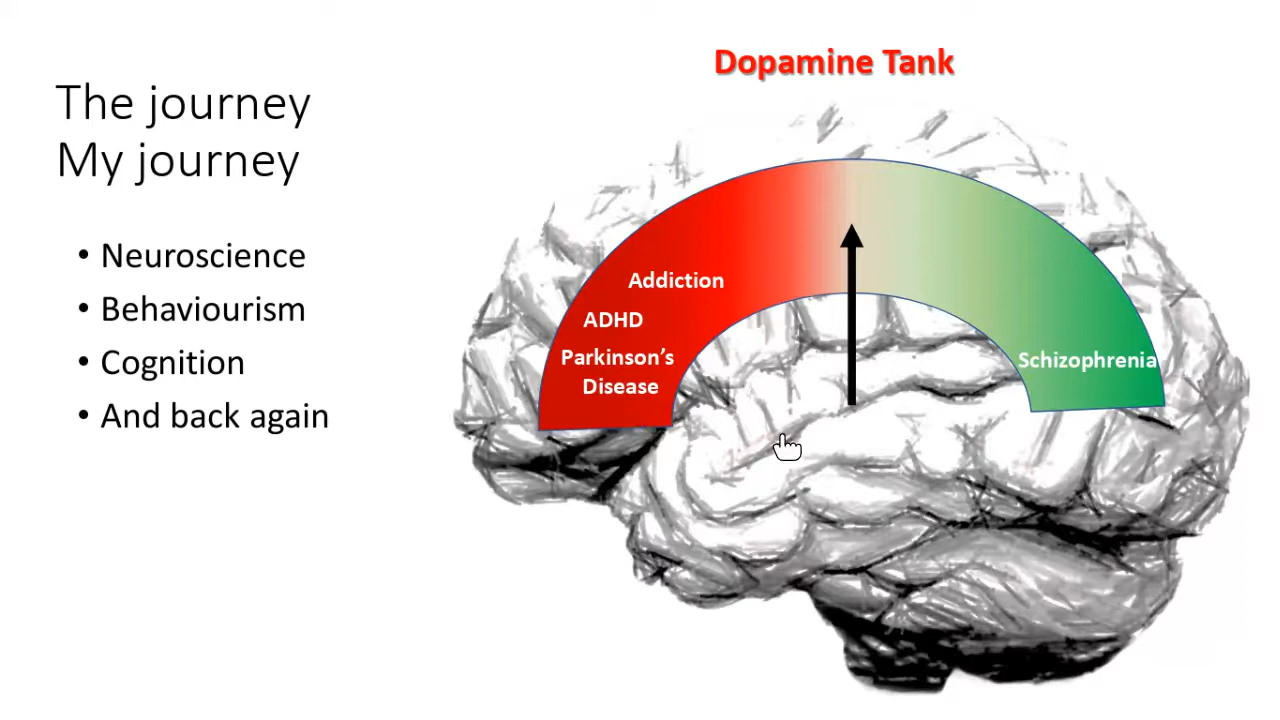 The journey
My journey
• Neuroscience
• Behaviourism
• Cognition
• And back again
Dopamine Tank
Addiction
ADHD
Parkinson’s
Disease
Schizophrenia